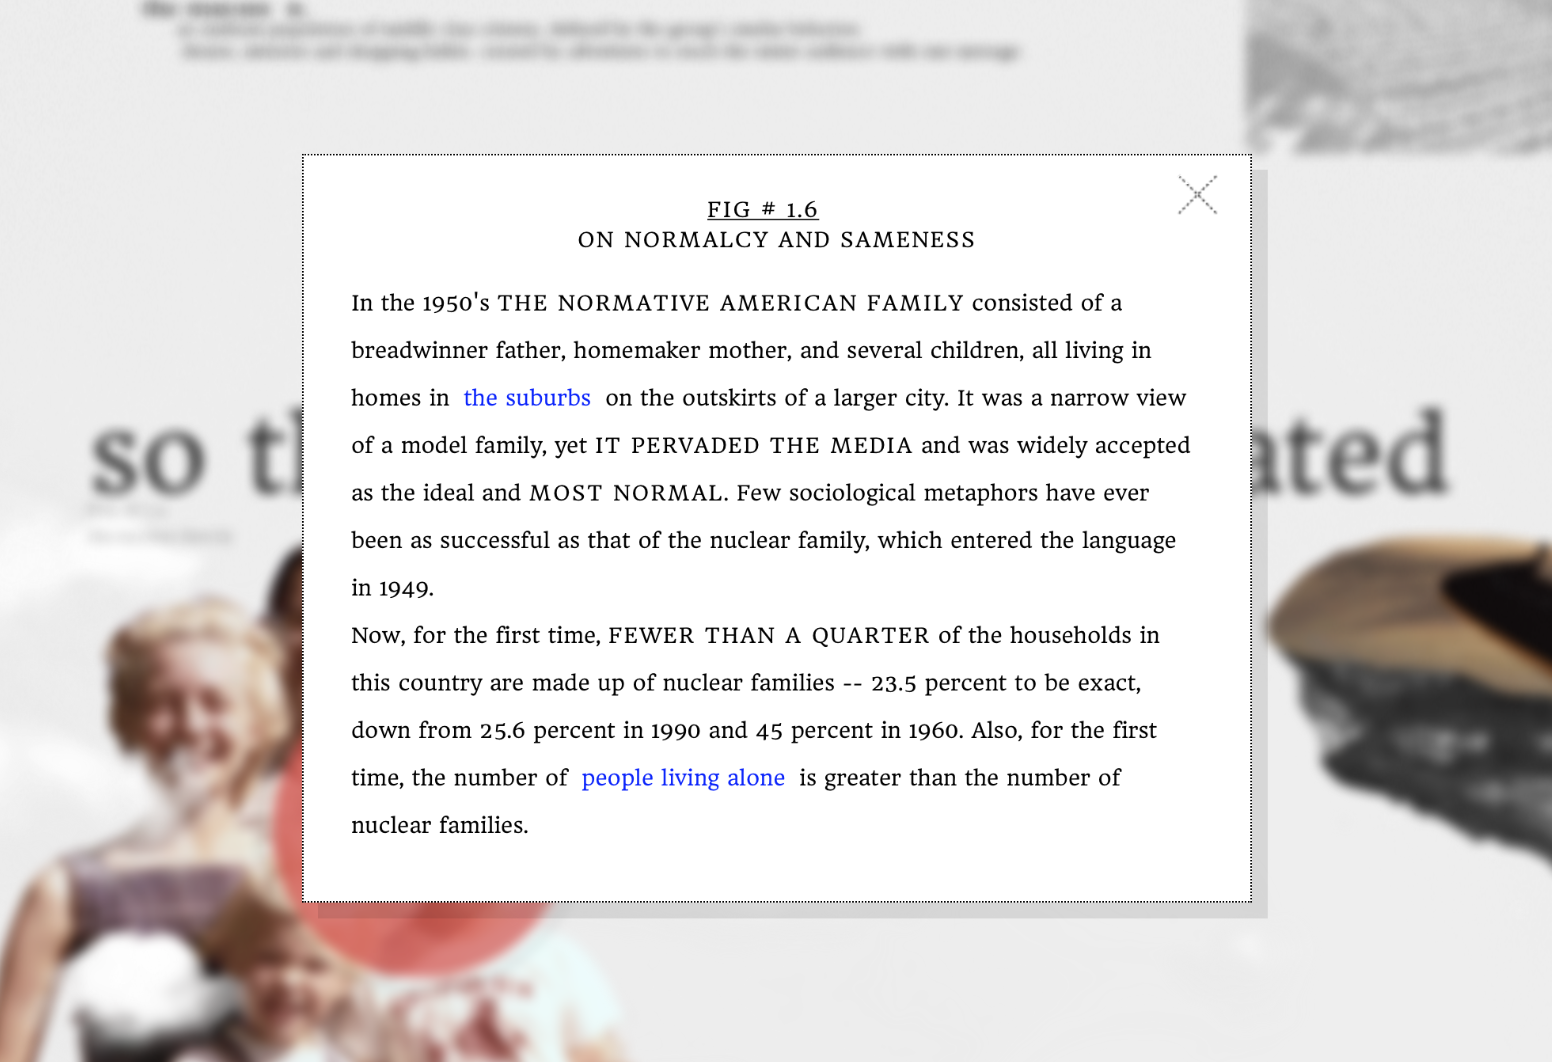 so
ated
FIG # 1.6
ON NORMALCY AND SAMENESS
In the 1950's THE NORMATIVE AMERICAN FAMILY consisted of a
breadwinner father, homemaker mother, and several children, all living in
homes in the suburbs on the outskirts of a larger city. It was a narrow view
of a model family, yet IT PERVADED THE MEDIA and was widely accepted
as the ideal and MOST NORMAL. Few sociological metaphors have ever
been as successful as that of the nuclear family, which entered the language
in 1949.
Now, for the first time, FEWER THAN A QUARTER of the households in
this country are made up of nuclear families -- 23.5 percent to be exact,
down from 25.6 percent in 1990 and 45 percent in 1960. Also, for the first
time, the number of people living alone is greater than the number of
nuclear families.